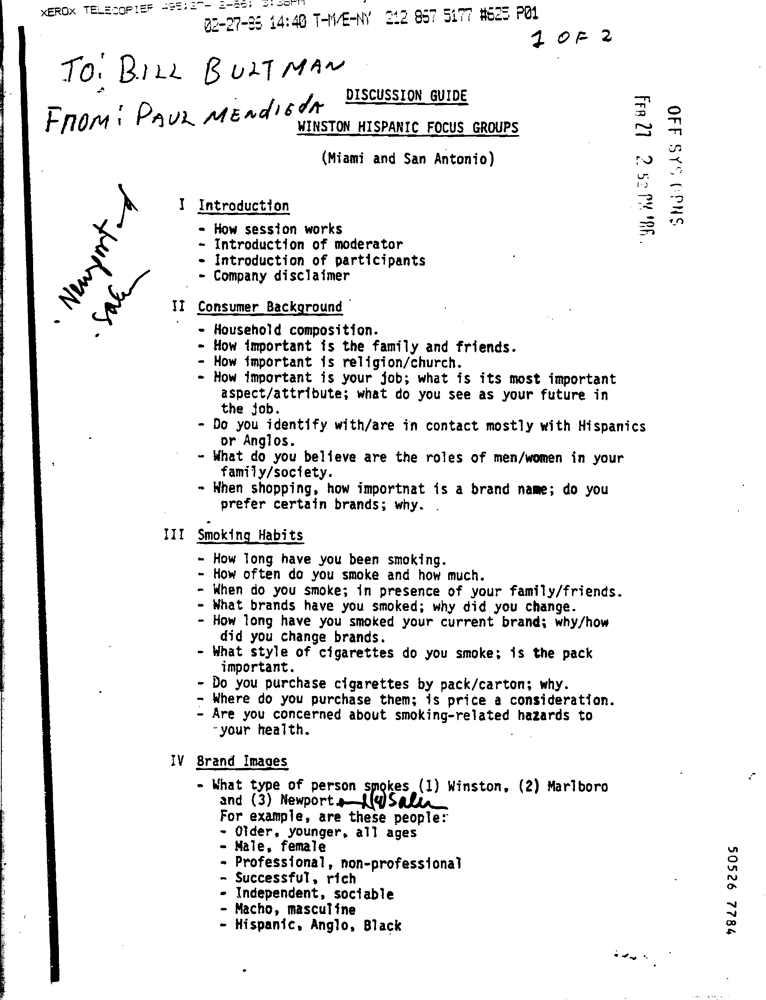 XEROX TELECOPIER
02-27-86 14:40 T-M/E-NY 212 867 5177 #625 P01
1 OF 2
TO: BILL BULTMAN
FROM: PAUL MENDIEDA
DISCUSSION GUIDE
WINSTON HISPANIC FOCUS GROUPS
(Miami and San Antonio)
FEB 27 2 52 PM '86
OFF SYS OPNS
Newport
Salem
I Introduction
- How session works
- Introduction of moderator
- Introduction of participants
- Company disclaimer
II Consumer Background
- Household composition.
- How important is the family and friends.
- How important is religion/church.
- How important is your job; what is its most important
aspect/attribute; what do you see as your future in
the job.
- Do you identify with/are in contact mostly with Hispanics
or Anglos.
- What do you believe are the roles of men/women in your
family/society.
- When shopping, how importnat is a brand name; do you
prefer certain brands; why.
III Smoking Habits
- How long have you been smoking.
- How often do you smoke and how much.
- When do you smoke; in presence of your family/friends.
- What brands have you smoked; why did you change.
- How long have you smoked your current brand; why/how
did you change brands.
- What style of cigarettes do you smoke; is the pack
important.
- Do you purchase cigarettes by pack/carton; why.
- Where do you purchase them; is price a consideration.
- Are you concerned about smoking-related hazards to
your health.
IV Brand Images
- What type of person smokes (1) Winston, (2) Marlboro
and (3) Newport. (4) Salem
For example, are these people:
- Older, younger, all ages
- Male, female
- Professional, non-professional
- Successful, rich
- Independent, sociable
- Macho, masculine
- Hispanic, Anglo, Black
50526 7784